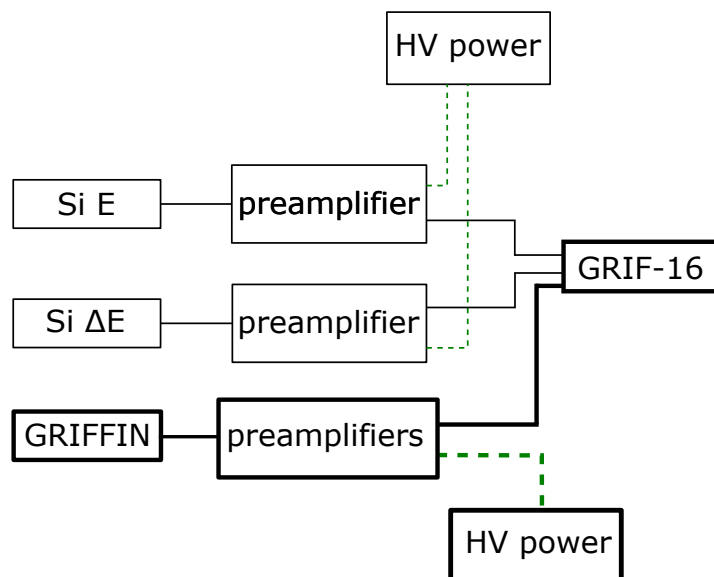 HV power
Si E
preamplifier
GRIF-16
Si ΔE
preamplifier
GRIFFIN
preamplifiers
HV power